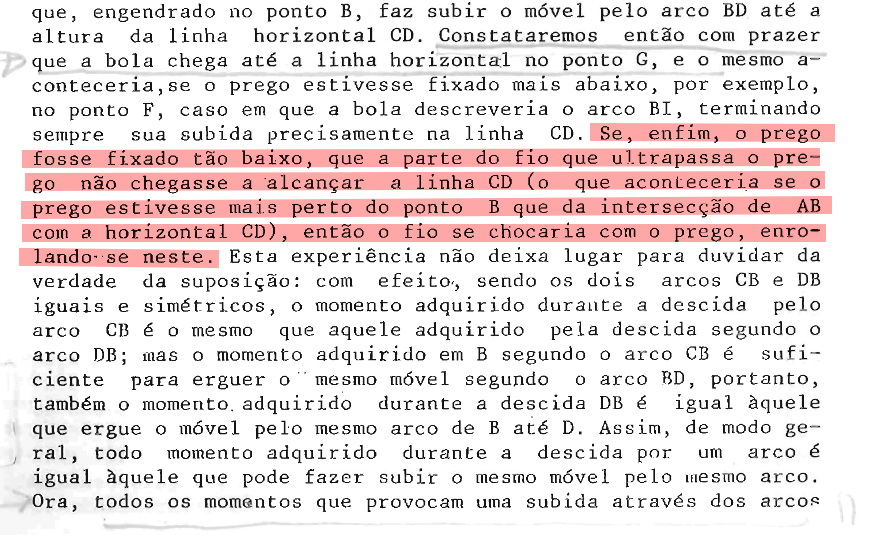 que, engendrado no ponto B, faz subir o móvel pelo arco BD até a
altura da linha horizontal CD. Constataremos então com prazer
que a bola chega até a linha horizontal no ponto G, e o mesmo a-
conteceria, se o prego estivesse fixado mais abaixo, por exemplo,
no ponto F, caso em que a bola descreveria o arco BI, terminando
sempre sua subida precisamente na linha CD. Se, enfim, o prego
fosse fixado tão baixo, que a parte do fio que ultrapassa o pre-
go não chegasse a alcançar a linha CD (o que aconteceria se o
prego estivesse mais perto do ponto B que da intersecção de AB
com a horizontal CD), então o fio se chocaria com o prego, enro-
lando-se neste. Esta experiência não deixa lugar para duvidar da
verdade da suposição: com efeito, sendo os dois arcos CB e DB
iguais e simétricos, o momento adquirido durante a descida pelo
arco CB é o mesmo que aquele adquirido pela descida segundo o
arco DB; mas o momento adquirido em B segundo o arco CB é sufi-
ciente para erguer o mesmo móvel segundo o arco BD, portanto,
também o momento adquirido durante a descida DB é igual àquele
que ergue o móvel pelo mesmo arco de B até D. Assim, de modo ge-
ral, todo momento adquirido durante a descida por um arco é
igual àquele que pode fazer subir o mesmo móvel pelo mesmo arco.
Ora, todos os momentos que provocam uma subida através dos arcos